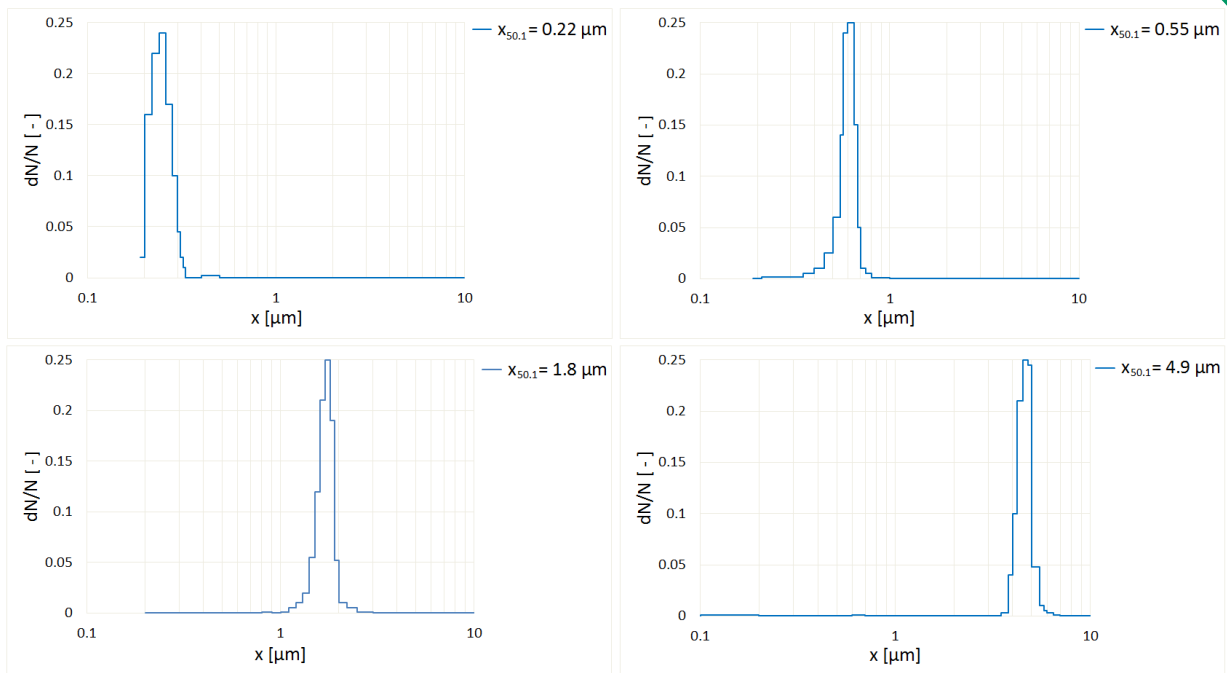 0.25
x50.1= 0.22 µm
0.2
0.15
0.1
0.05
0
dN/N [ - ]
0.1 1 10
x [µm]
0.25
x50.1= 0.55 µm
0.2
0.15
0.1
0.05
0
dN/N [ - ]
0.1 1 10
x [µm]
0.25
x50.1= 1.8 µm
0.2
0.15
0.1
0.05
0
dN/N [ - ]
0.1 1 10
x [µm]
0.25
x50.1= 4.9 µm
0.2
0.15
0.1
0.05
0
dN/N [ - ]
0.1 1 10
x [µm]